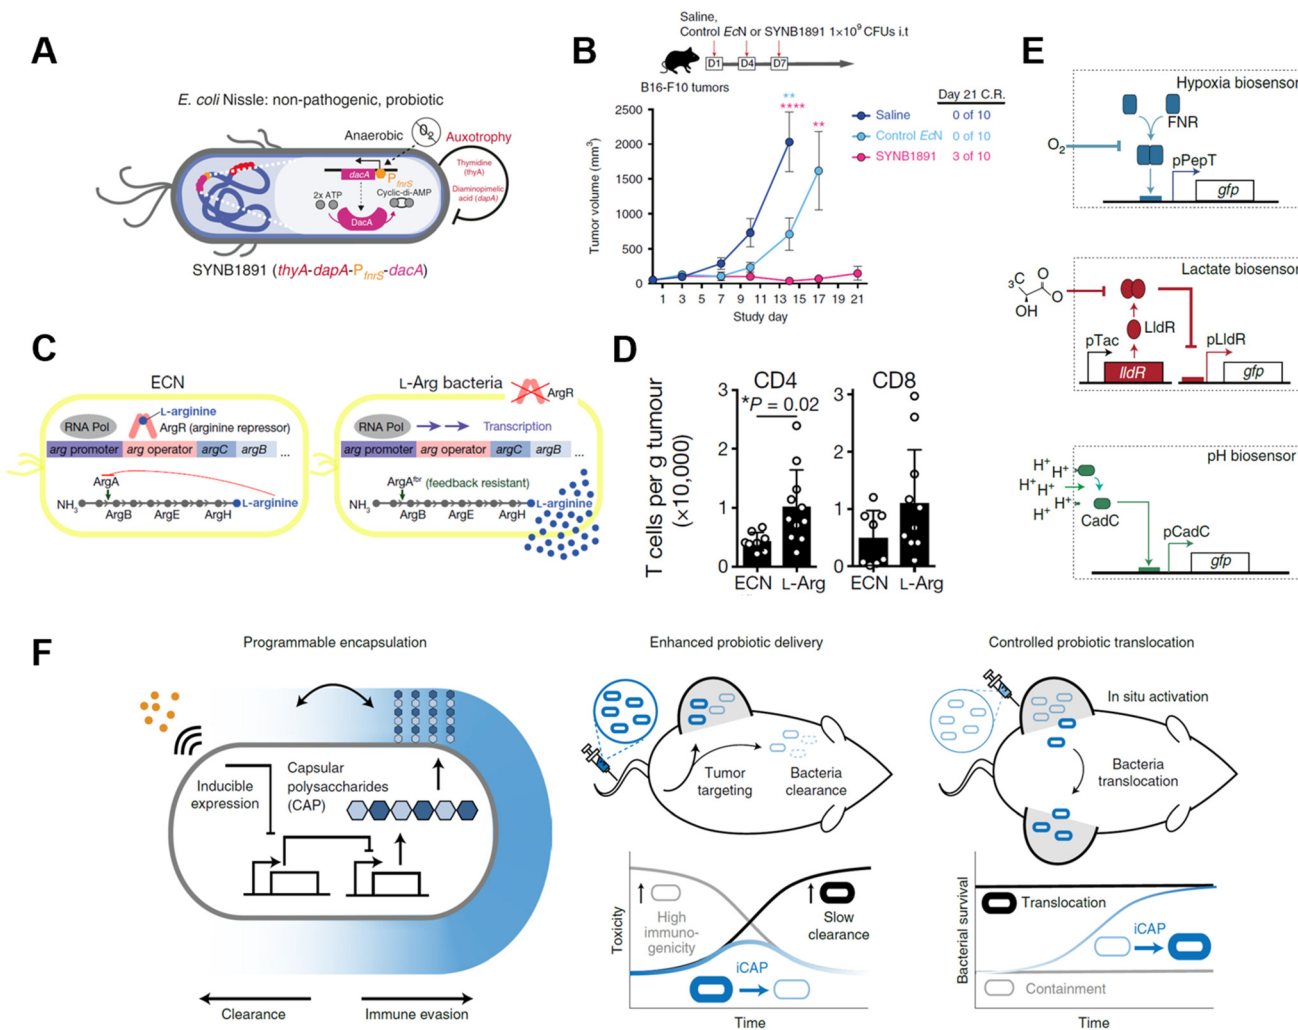 A
E. coli Nissle: non-pathogenic, probiotic
Anaerobic
O2
Auxotrophy
Thymidine
(thyA)
Diaminopimelic
acid (dapA)
dacA
PfnrS
2x ATP
Cyclic-di-AMP
DacA
SYNB1891 (thyA-dapA-PfnrS-dacA)
B
Saline,
Control EcN or SYNB1891 1×10⁹ CFUs i.t
D1
D4
D7
B16-F10 tumors
Day 21 C.R.
Saline
0 of 10
Control EcN
0 of 10
SYNB1891
3 of 10
**
****
**
Tumor volume (mm³)
2500
2000
1500
1000
500
0
1 3 5 7 9 11 13 15 17 19 21
Study day
C
ECN
L-arginine
RNA Pol
ArgR (arginine repressor)
arg promoter
arg operator
argC
argB
...
ArgA
NH3
L-arginine
ArgB
ArgE
ArgH
L-Arg bacteria
ArgR
RNA Pol
Transcription
arg promoter
arg operator
argC
argB
...
ArgAfbr (feedback resistant)
NH3
L-arginine
ArgB
ArgE
ArgH
D
T cells per g tumour
(×10,000)
CD4
*P = 0.02
3
2
1
0
ECN
L-Arg
CD8
3
2
1
0
ECN
L-Arg
E
Hypoxia biosensor
FNR
O2
pPepT
gfp
Lactate biosensor
3C
O
O
OH
LldR
pTac
pLldR
lldR
gfp
pH biosensor
H+
H+
H+ H+
H+
H+
CadC
pCadC
gfp
F
Programmable encapsulation
Inducible
expression
Capsular
polysaccharides
(CAP)
Clearance
Immune evasion
Enhanced probiotic delivery
Tumor
targeting
Bacteria
clearance
Toxicity
High
immuno-
genicity
Slow
clearance
iCAP
Time
Controlled probiotic translocation
In situ activation
Bacteria
translocation
Bacterial survival
Translocation
iCAP
Containment
Time